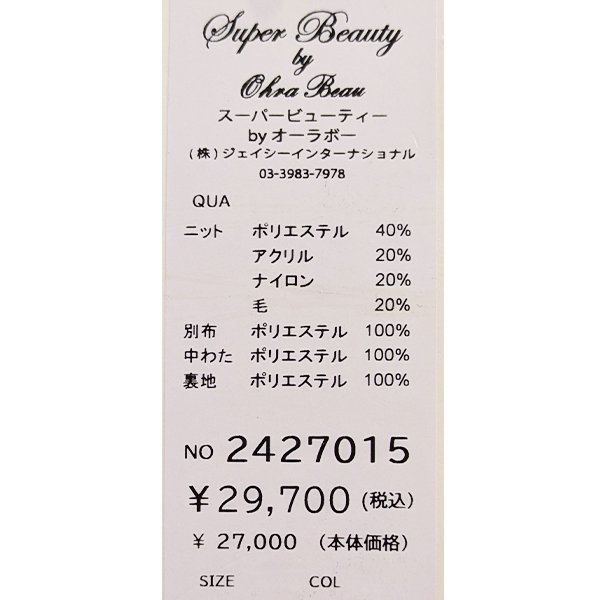 Super Beauty
by
Ohra Beau
スーパービューティー
by オーラボー
(株)ジェイシーインターナショナル
03-3983-7978
QUA
ニット ポリエステル 40%
アクリル 20%
ナイロン 20%
毛 20%
別布 ポリエステル 100%
中わた ポリエステル 100%
裏地 ポリエステル 100%
NO 2427015
¥29,700 (税込)
¥ 27,000 (本体価格)
SIZE COL